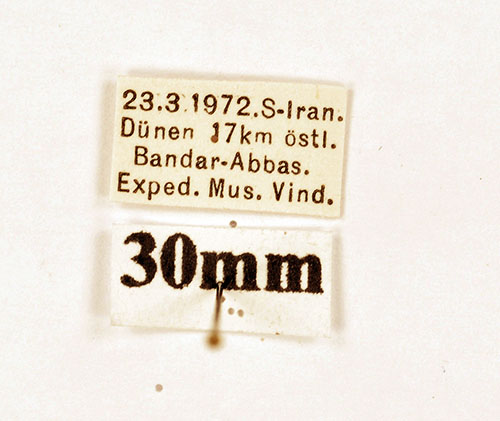 23.3.1972.S-Iran.
Dünen 17km östl.
Bandar-Abbas.
Exped. Mus. Vind.
30mm